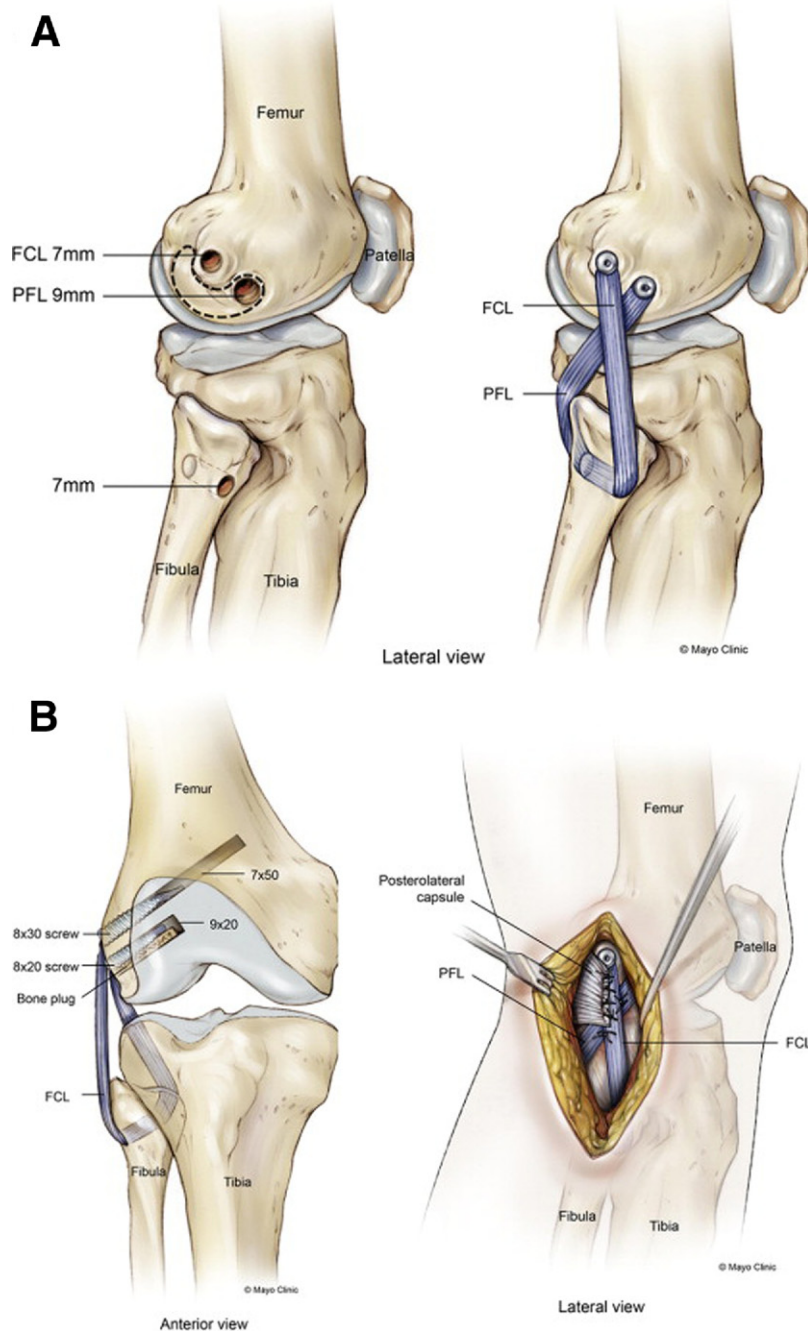 A
Femur
FCL 7mm
Patella
PFL 9mm
FCL
PFL
7mm
Fibula
Tibia
© Mayo Clinic
Lateral view
B
Femur
Femur
7x50
Posterolateral
capsule
9x20
8x30 screw
Patella
8x20 screw
PFL
Bone plug
FCL
FCL
Fibula
Tibia
Fibula
Tibia
© Mayo Clinic
© Mayo Clinic
Anterior view
Lateral view